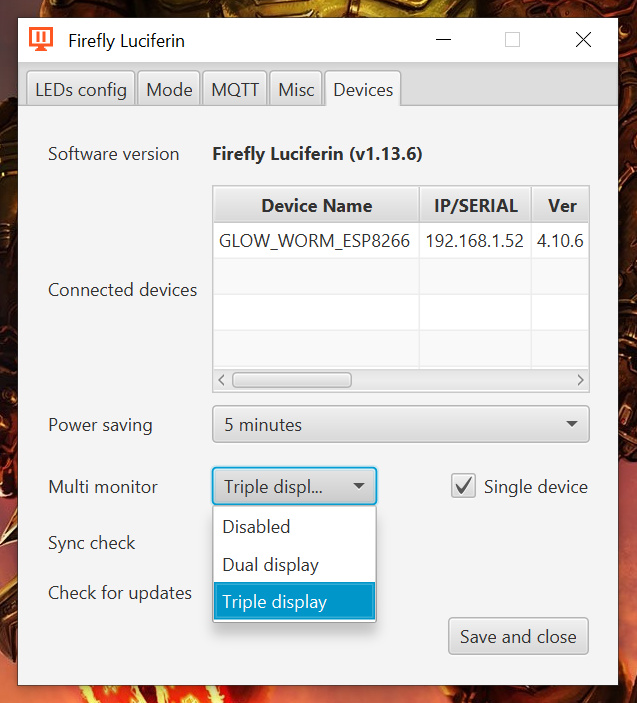 Firefly Luciferin
LEDs config Mode MQTT Misc Devices
Software version Firefly Luciferin (v1.13.6)
Device Name IP/SERIAL Ver
GLOW_WORM_ESP8266 192.168.1.52 4.10.6
Connected devices
Power saving 5 minutes
Multi monitor Triple displ... Single device
Disabled
Sync check
Dual display
Check for updates
Triple display
Save and close